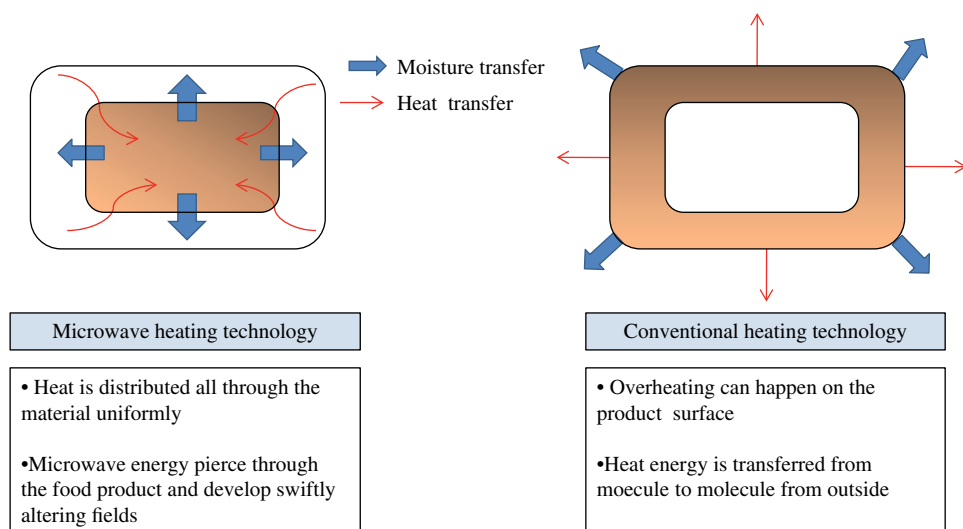 Moisture transfer
Heat transfer
Microwave heating technology
• Heat is distributed all through the
material uniformly
•Microwave energy pierce through
the food product and develop swiftly
altering fields
Conventional heating technology
• Overheating can happen on the
product surface
•Heat energy is transferred from
moecule to molecule from outside